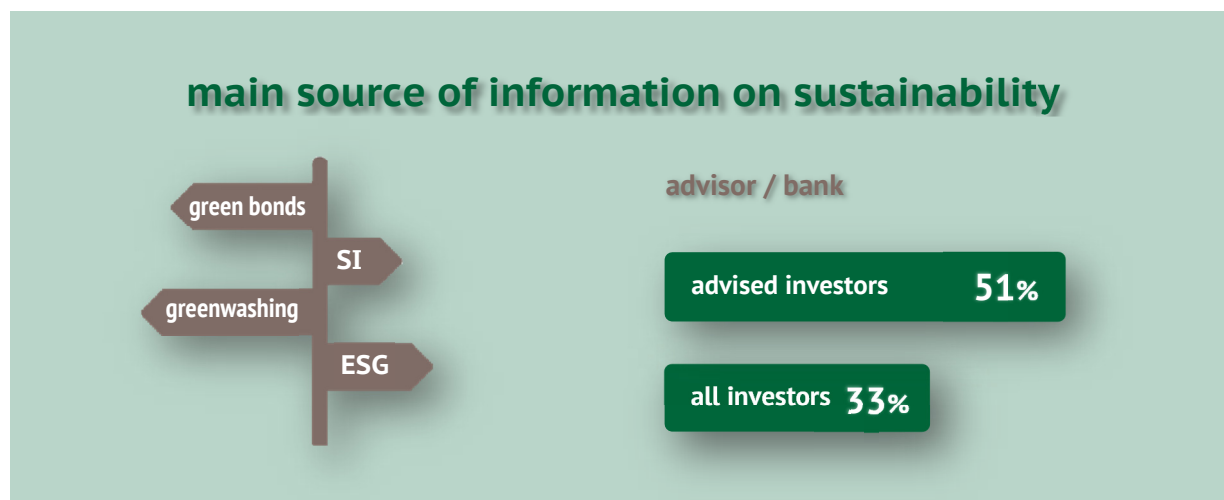 main source of information on sustainability
green bonds
SI
greenwashing
ESG
advisor / bank
advised investors 51%
all investors 33%